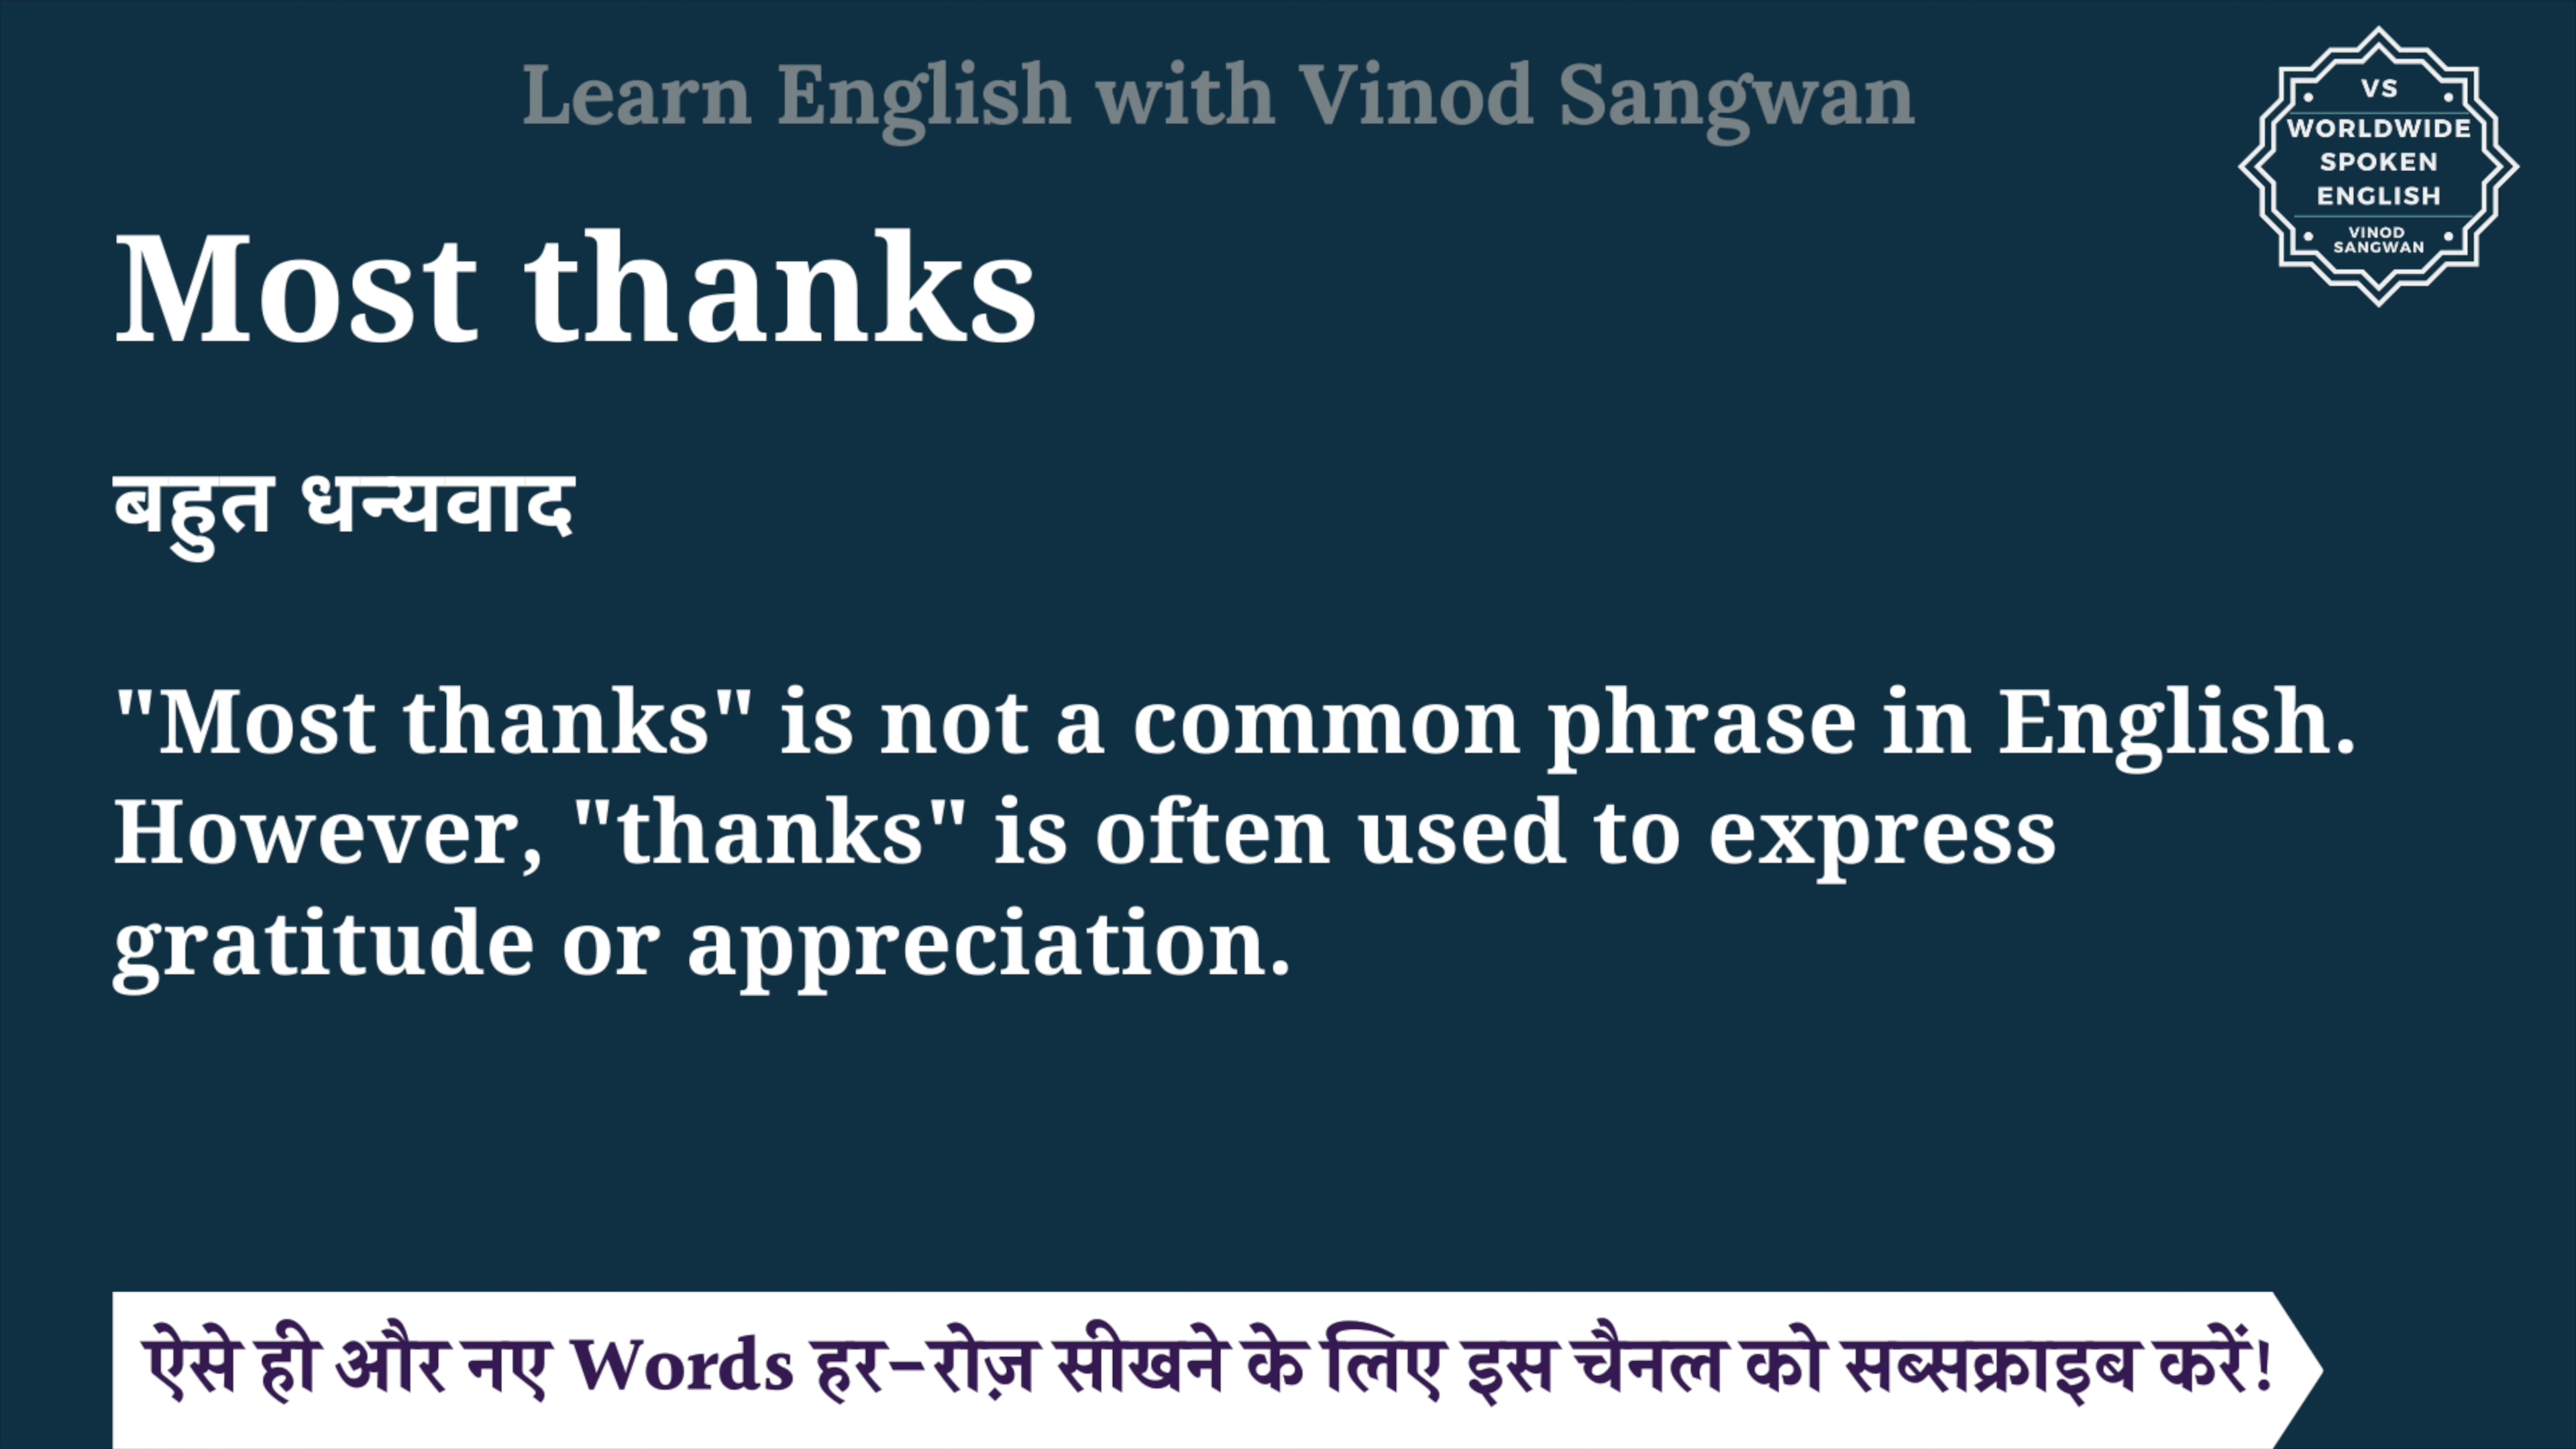 Learn English with Vinod Sangwan
VS
WORLDWIDE
SPOKEN
ENGLISH
VINOD
SANGWAN
Most thanks
बहुत धन्यवाद
"Most thanks" is not a common phrase in English.
However, "thanks" is often used to express
gratitude or appreciation.
ऐसे ही और नए Words हर-रोज़ सीखने के लिए इस चैनल को सब्सक्राइब करें!